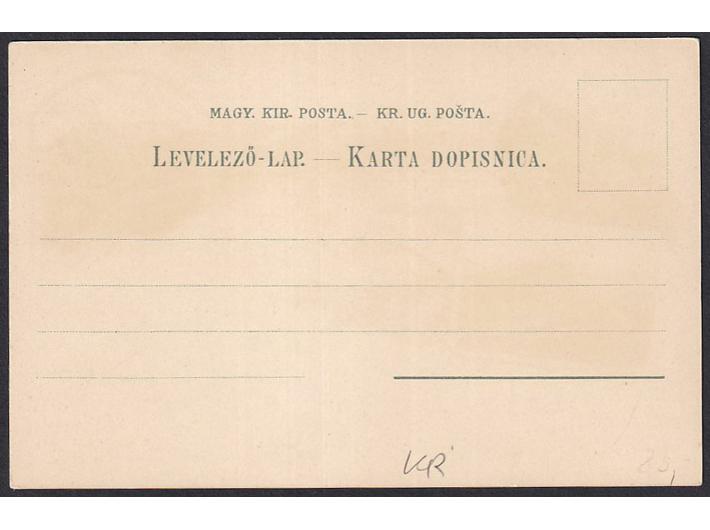 MAGY. KIR. POSTA. — KR. UG. POŠTA.
LEVELEZŐ-LAP. — KARTA DOPISNICA.
KR